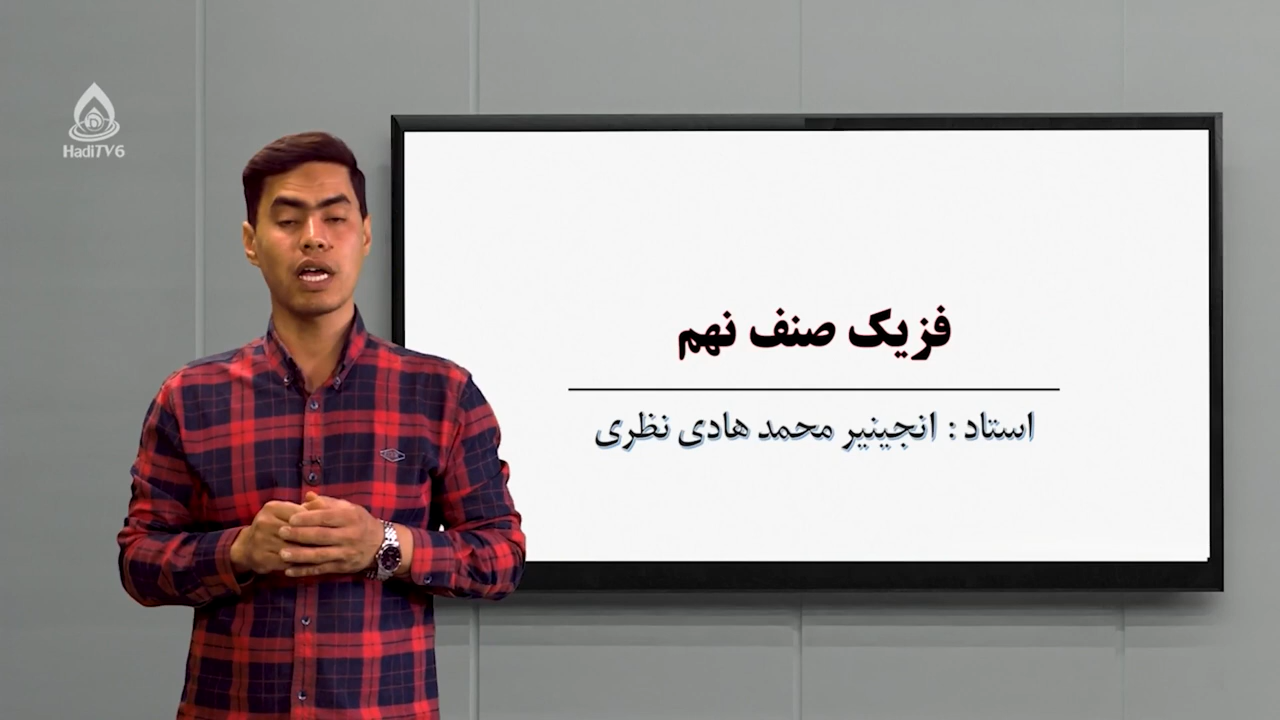 HadiTV6
فزیک صنف نهم
استاد : انجینیر محمد هادی نظری